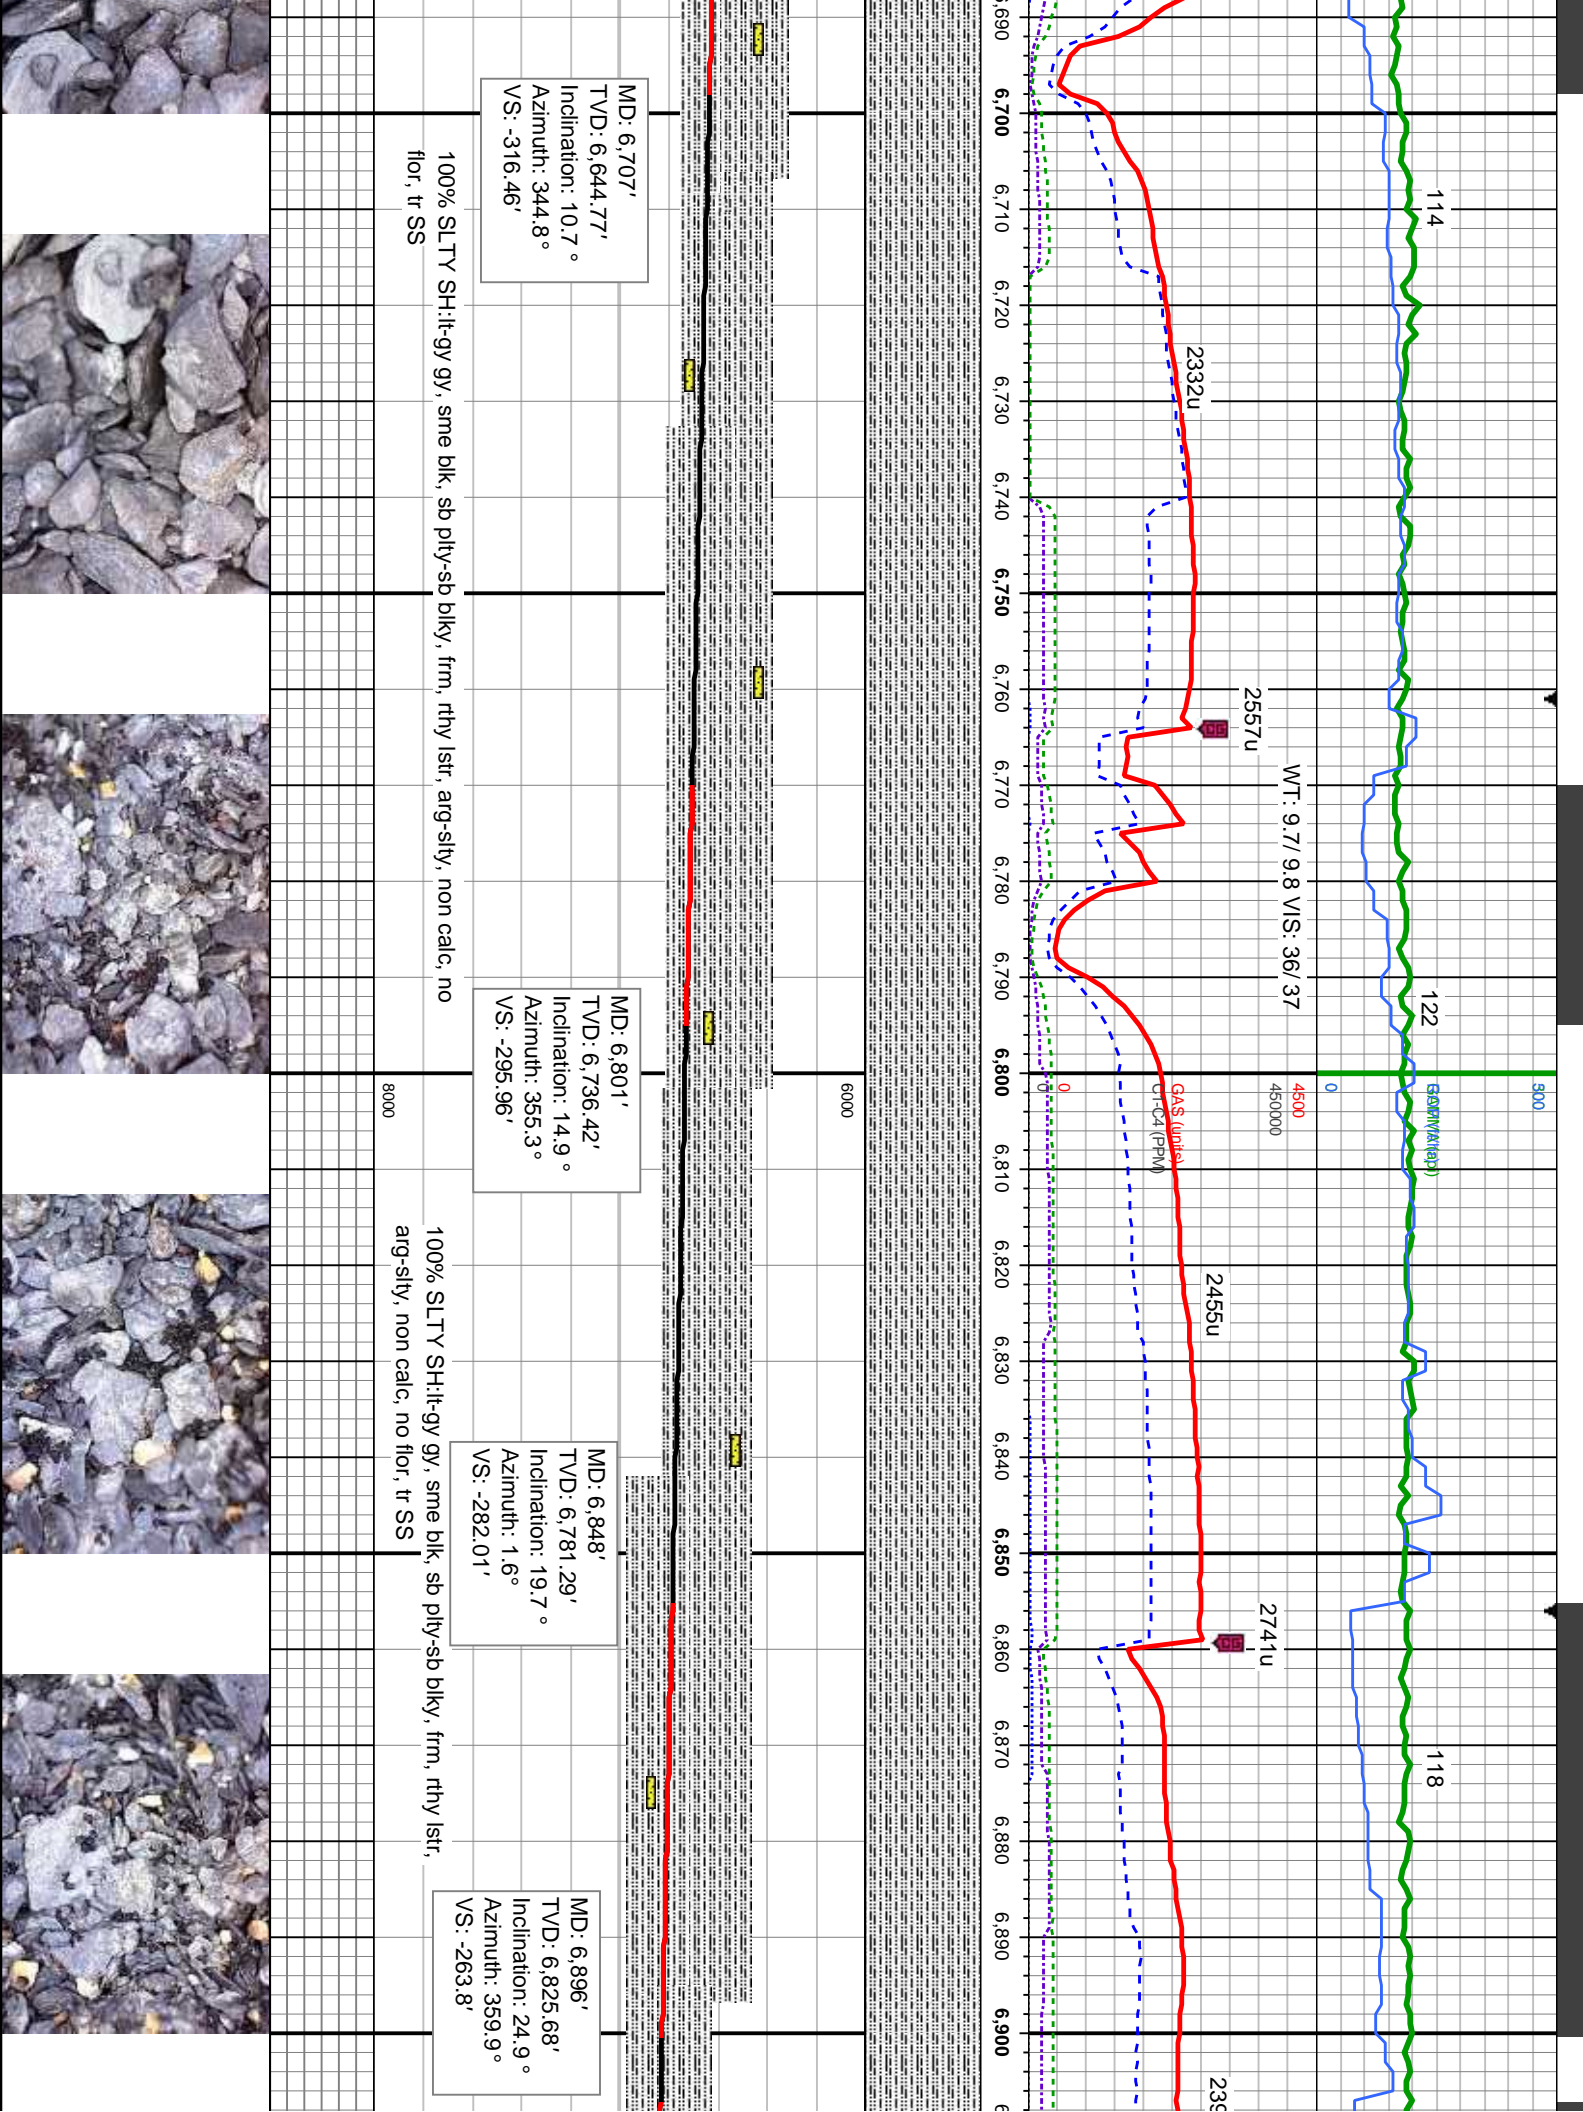 114
122
118
0
300
2332u
2557u
WT: 9.7/ 9.8 VIS: 36/ 37
2455u
2741u
0
GAS (units)
4500
C1-C4 (PPM)
450000
6,700
6,710
6,720
6,730
6,740
6,750
6,760
6,770
6,780
6,790
6,800
6,810
6,820
6,830
6,840
6,850
6,860
6,870
6,880
6,890
6,900
6000
8000
MD: 6,707'
TVD: 6,644.77'
Inclination: 10.7 °
Azimuth: 344.8°
VS: -316.46'
100% SLTY SH:lt-gy gy, sme blk, sb plty-sb blky, frm, rthy lstr, arg-slty, non calc, no
flor, tr SS
MD: 6,801'
TVD: 6,736.42'
Inclination: 14.9 °
Azimuth: 355.3°
VS: -295.96'
100% SLTY SH:lt-gy gy, sme blk, sb plty-sb blky, frm, rthy lstr,
arg-slty, non calc, no flor, tr SS
MD: 6,848'
TVD: 6,781.29'
Inclination: 19.7 °
Azimuth: 1.6°
VS: -282.01'
MD: 6,896'
TVD: 6,825.68'
Inclination: 24.9 °
Azimuth: 359.9°
VS: -263.8'